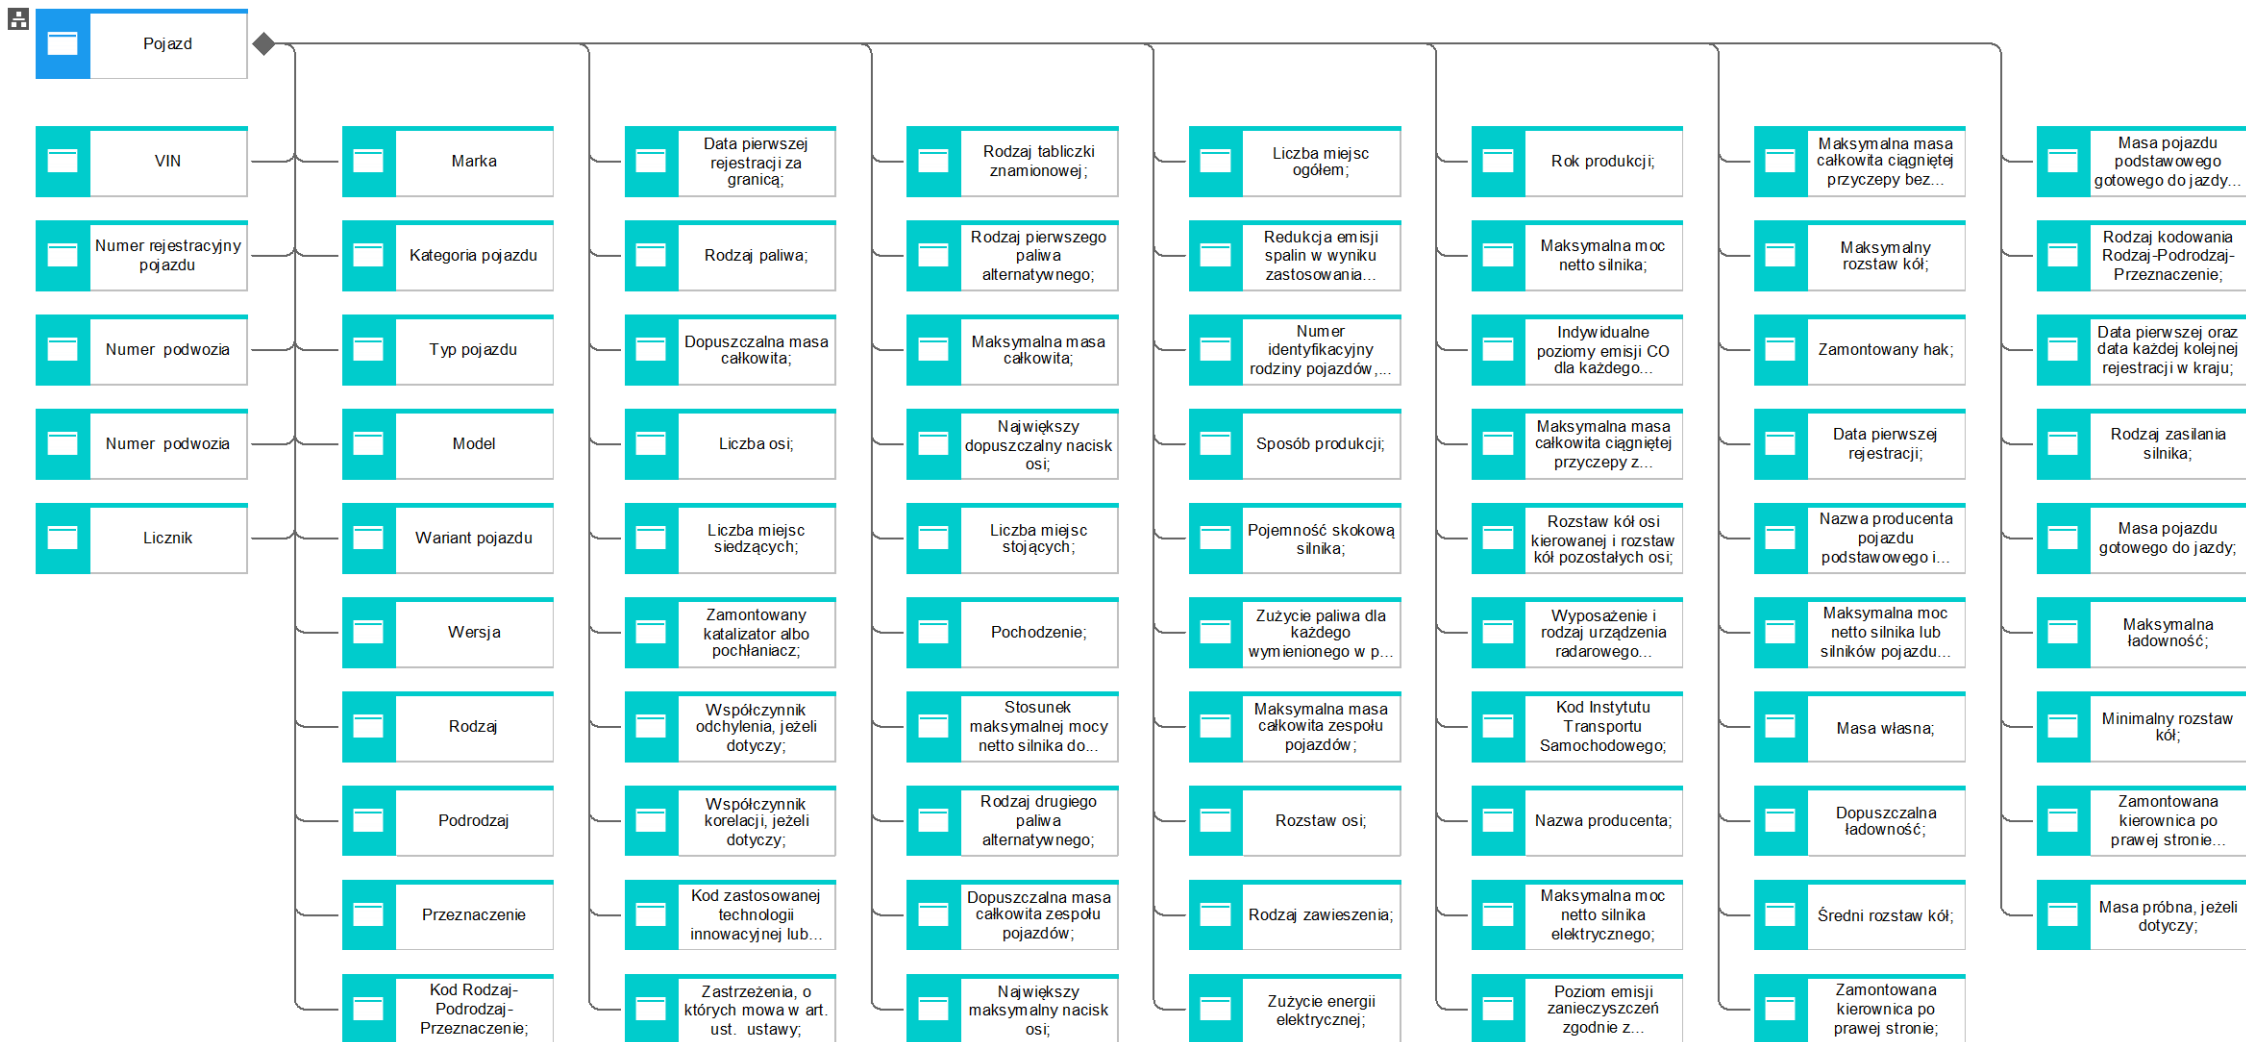 Pojazd
VIN
Numer rejestracyjny
pojazdu
Numer podwozia
Numer podwozia
Licznik
Marka
Kategoria pojazdu
Typ pojazdu
Model
Wariant pojazdu
Wersja
Rodzaj
Podrodzaj
Przeznaczenie
Kod Rodzaj-
Podrodzaj-
Przeznaczenie;
Data pierwszej
rejestracji za
granicą;
Rodzaj paliwa;
Dopuszczalna masa
całkowita;
Liczba osi;
Liczba miejsc
siedzących;
Zamontowany
katalizator albo
pochłaniacz;
Współczynnik
odchylenia, jeżeli
dotyczy;
Współczynnik
korelacji, jeżeli
dotyczy;
Kod zastosowanej
technologii
innowacyjnej lub...
Zastrzeżenia, o
których mowa w art.
ust. ustawy;
Rodzaj tabliczki
znamionowej;
Rodzaj pierwszego
paliwa
alternatywnego;
Maksymalna masa
całkowita;
Największy
dopuszczalny nacisk
osi;
Liczba miejsc
stojących;
Pochodzenie;
Stosunek
maksymalnej mocy
netto silnika do...
Rodzaj drugiego
paliwa
alternatywnego;
Dopuszczalna masa
całkowita zespołu
pojazdów;
Największy
maksymalny nacisk
osi;
Liczba miejsc
ogółem;
Redukcja emisji
spalin w wyniku
zastosowania...
Numer
identyfikacyjny
rodziny pojazdów,...
Sposób produkcji;
Pojemność skokową
silnika;
Zużycie paliwa dla
każdego
wymienionego w p...
Maksymalna masa
całkowita zespołu
pojazdów;
Rozstaw osi;
Rodzaj zawieszenia;
Zużycie energii
elektrycznej;
Rok produkcji;
Maksymalna moc
netto silnika;
Indywidualne
poziomy emisji CO
dla każdego...
Maksymalna masa
całkowita ciągniętej
przyczepy z...
Rozstaw kół osi
kierowanej i rozstaw
kół pozostałych osi;
Wyposażenie i
rodzaj urządzenia
radarowego...
Kod Instytutu
Transportu
Samochodowego;
Nazwa producenta;
Maksymalna moc
netto silnika
elektrycznego;
Poziom emisji
zanieczyszczeń
zgodnie z...
Maksymalna masa
całkowita ciągniętej
przyczepy bez...
Maksymalny
rozstaw kół;
Zamontowany hak;
Data pierwszej
rejestracji;
Nazwa producenta
pojazdu
podstawowego i...
Maksymalna moc
netto silnika lub
silników pojazdu...
Masa własna;
Dopuszczalna
ładowność;
Średni rozstaw kół;
Zamontowana
kierownica po
prawej stronie;
Masa pojazdu
podstawowego
gotowego do jazdy...
Rodzaj kodowania
Rodzaj-Podrodzaj-
Przeznaczenie;
Data pierwszej oraz
data każdej kolejnej
rejestracji w kraju;
Rodzaj zasilania
silnika;
Masa pojazdu
gotowego do jazdy;
Maksymalna
ładowność;
Minimalny rozstaw
kół;
Zamontowana
kierownica po
prawej stronie...
Masa próbna, jeżeli
dotyczy;